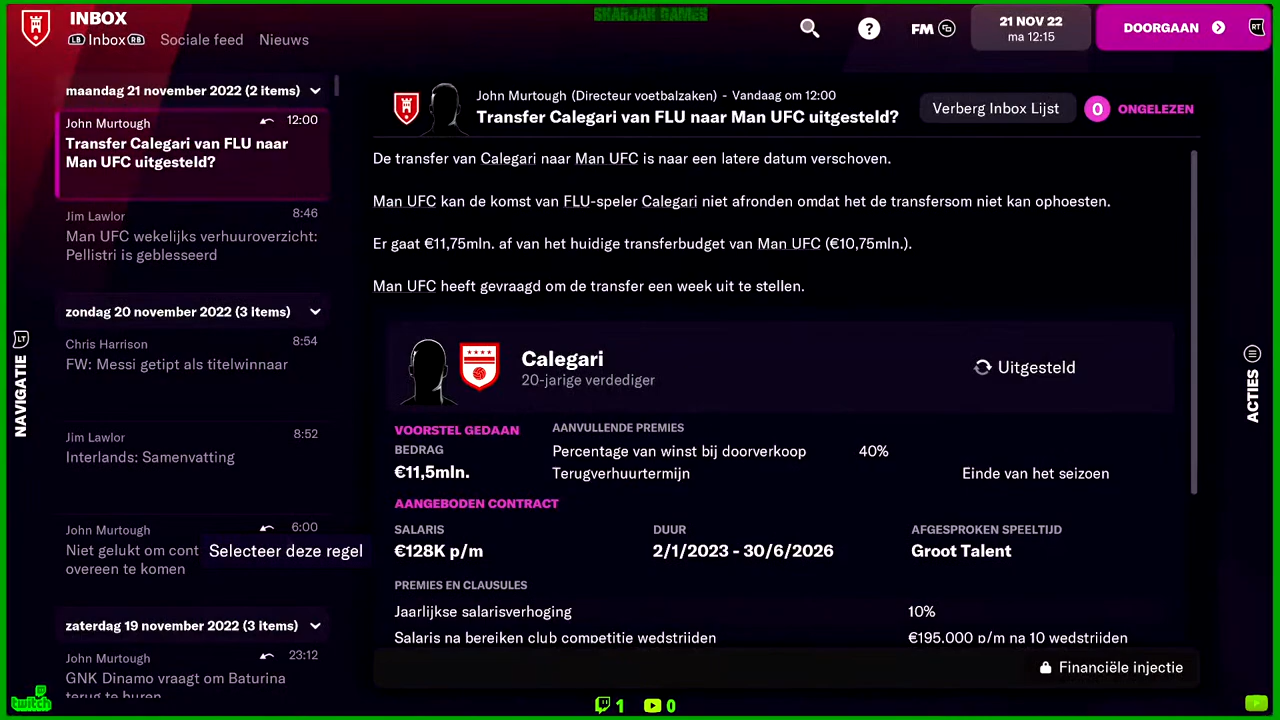 SKARJAH GAMES
INBOX
LB Inbox RB Sociale feed Nieuws
FM
21 NOV 22
ma 12:15
DOORGAAN RT
maandag 21 november 2022 (2 items)
John Murtough 12:00
Transfer Calegari van FLU naar
Man UFC uitgesteld?
Jim Lawlor 8:46
Man UFC wekelijks verhuuroverzicht:
Pellistri is geblesseerd
zondag 20 november 2022 (3 items)
Chris Harrison 8:54
FW: Messi getipt als titelwinnaar
Jim Lawlor 8:52
Interlands: Samenvatting
John Murtough 6:00
Niet gelukt om cont
overeen te komen
Selecteer deze regel
zaterdag 19 november 2022 (3 items)
John Murtough 23:12
GNK Dinamo vraagt om Baturina
terug te huren
LT NAVIGATIE
John Murtough (Directeur voetbalzaken) - Vandaag om 12:00
Transfer Calegari van FLU naar Man UFC uitgesteld?
Verberg Inbox Lijst
0 ONGELEZEN
De transfer van Calegari naar Man UFC is naar een latere datum verschoven.
Man UFC kan de komst van FLU-speler Calegari niet afronden omdat het de transfersom niet kan ophoesten.
Er gaat €11,75mln. af van het huidige transferbudget van Man UFC (€10,75mln.).
Man UFC heeft gevraagd om de transfer een week uit te stellen.
Calegari
20-jarige verdediger
Uitgesteld
VOORSTEL GEDAAN
BEDRAG
€11,5mln.
AANVULLENDE PREMIES
Percentage van winst bij doorverkoop 40%
Terugverhuurtermijn Einde van het seizoen
AANGEBODEN CONTRACT
SALARIS DUUR AFGESPROKEN SPEELTIJD
€128K p/m 2/1/2023 - 30/6/2026 Groot Talent
PREMIES EN CLAUSULES
Jaarlijkse salarisverhoging 10%
Salaris na bereiken club competitie wedstrijden €195.000 p/m na 10 wedstrijden
Financiële injectie
ACTIES
twitch
1 0